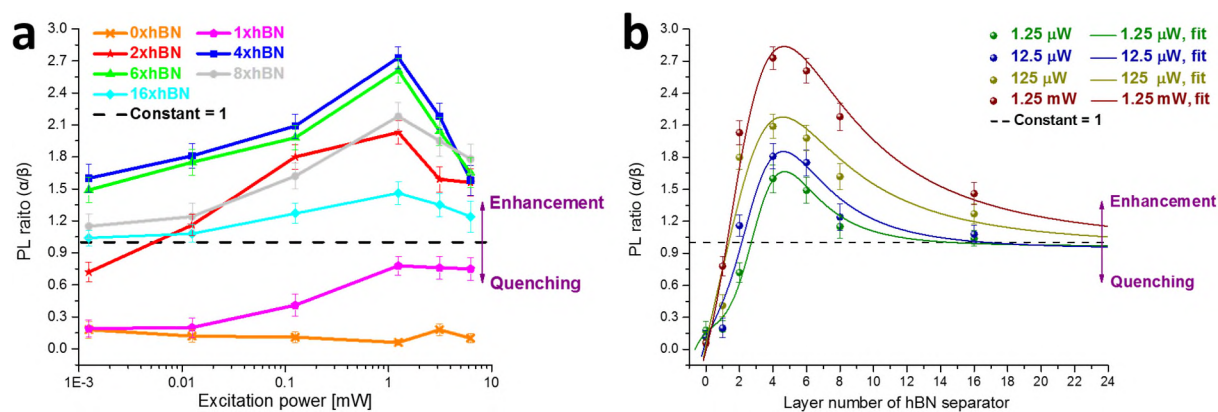 a
0xhBN 1xhBN
2xhBN 4xhBN
6xhBN 8xhBN
16xhBN
Constant = 1
3.0
2.7
2.4
2.1
1.8
1.5
1.2
0.9
0.6
0.3
0.0
PL raito (α/β)
Enhancement
Quenching
1E-3 0.01 0.1 1 10
Excitation power [mW]
b
1.25 μW 1.25 μW, fit
12.5 μW 12.5 μW, fit
125 μW 125 μW, fit
1.25 mW 1.25 mW, fit
Constant = 1
3.0
2.7
2.4
2.1
1.8
1.5
1.2
0.9
0.6
0.3
0.0
PL ratio (α/β)
Enhancement
Quenching
0 2 4 6 8 10 12 14 16 18 20 22 24
Layer number of hBN separator